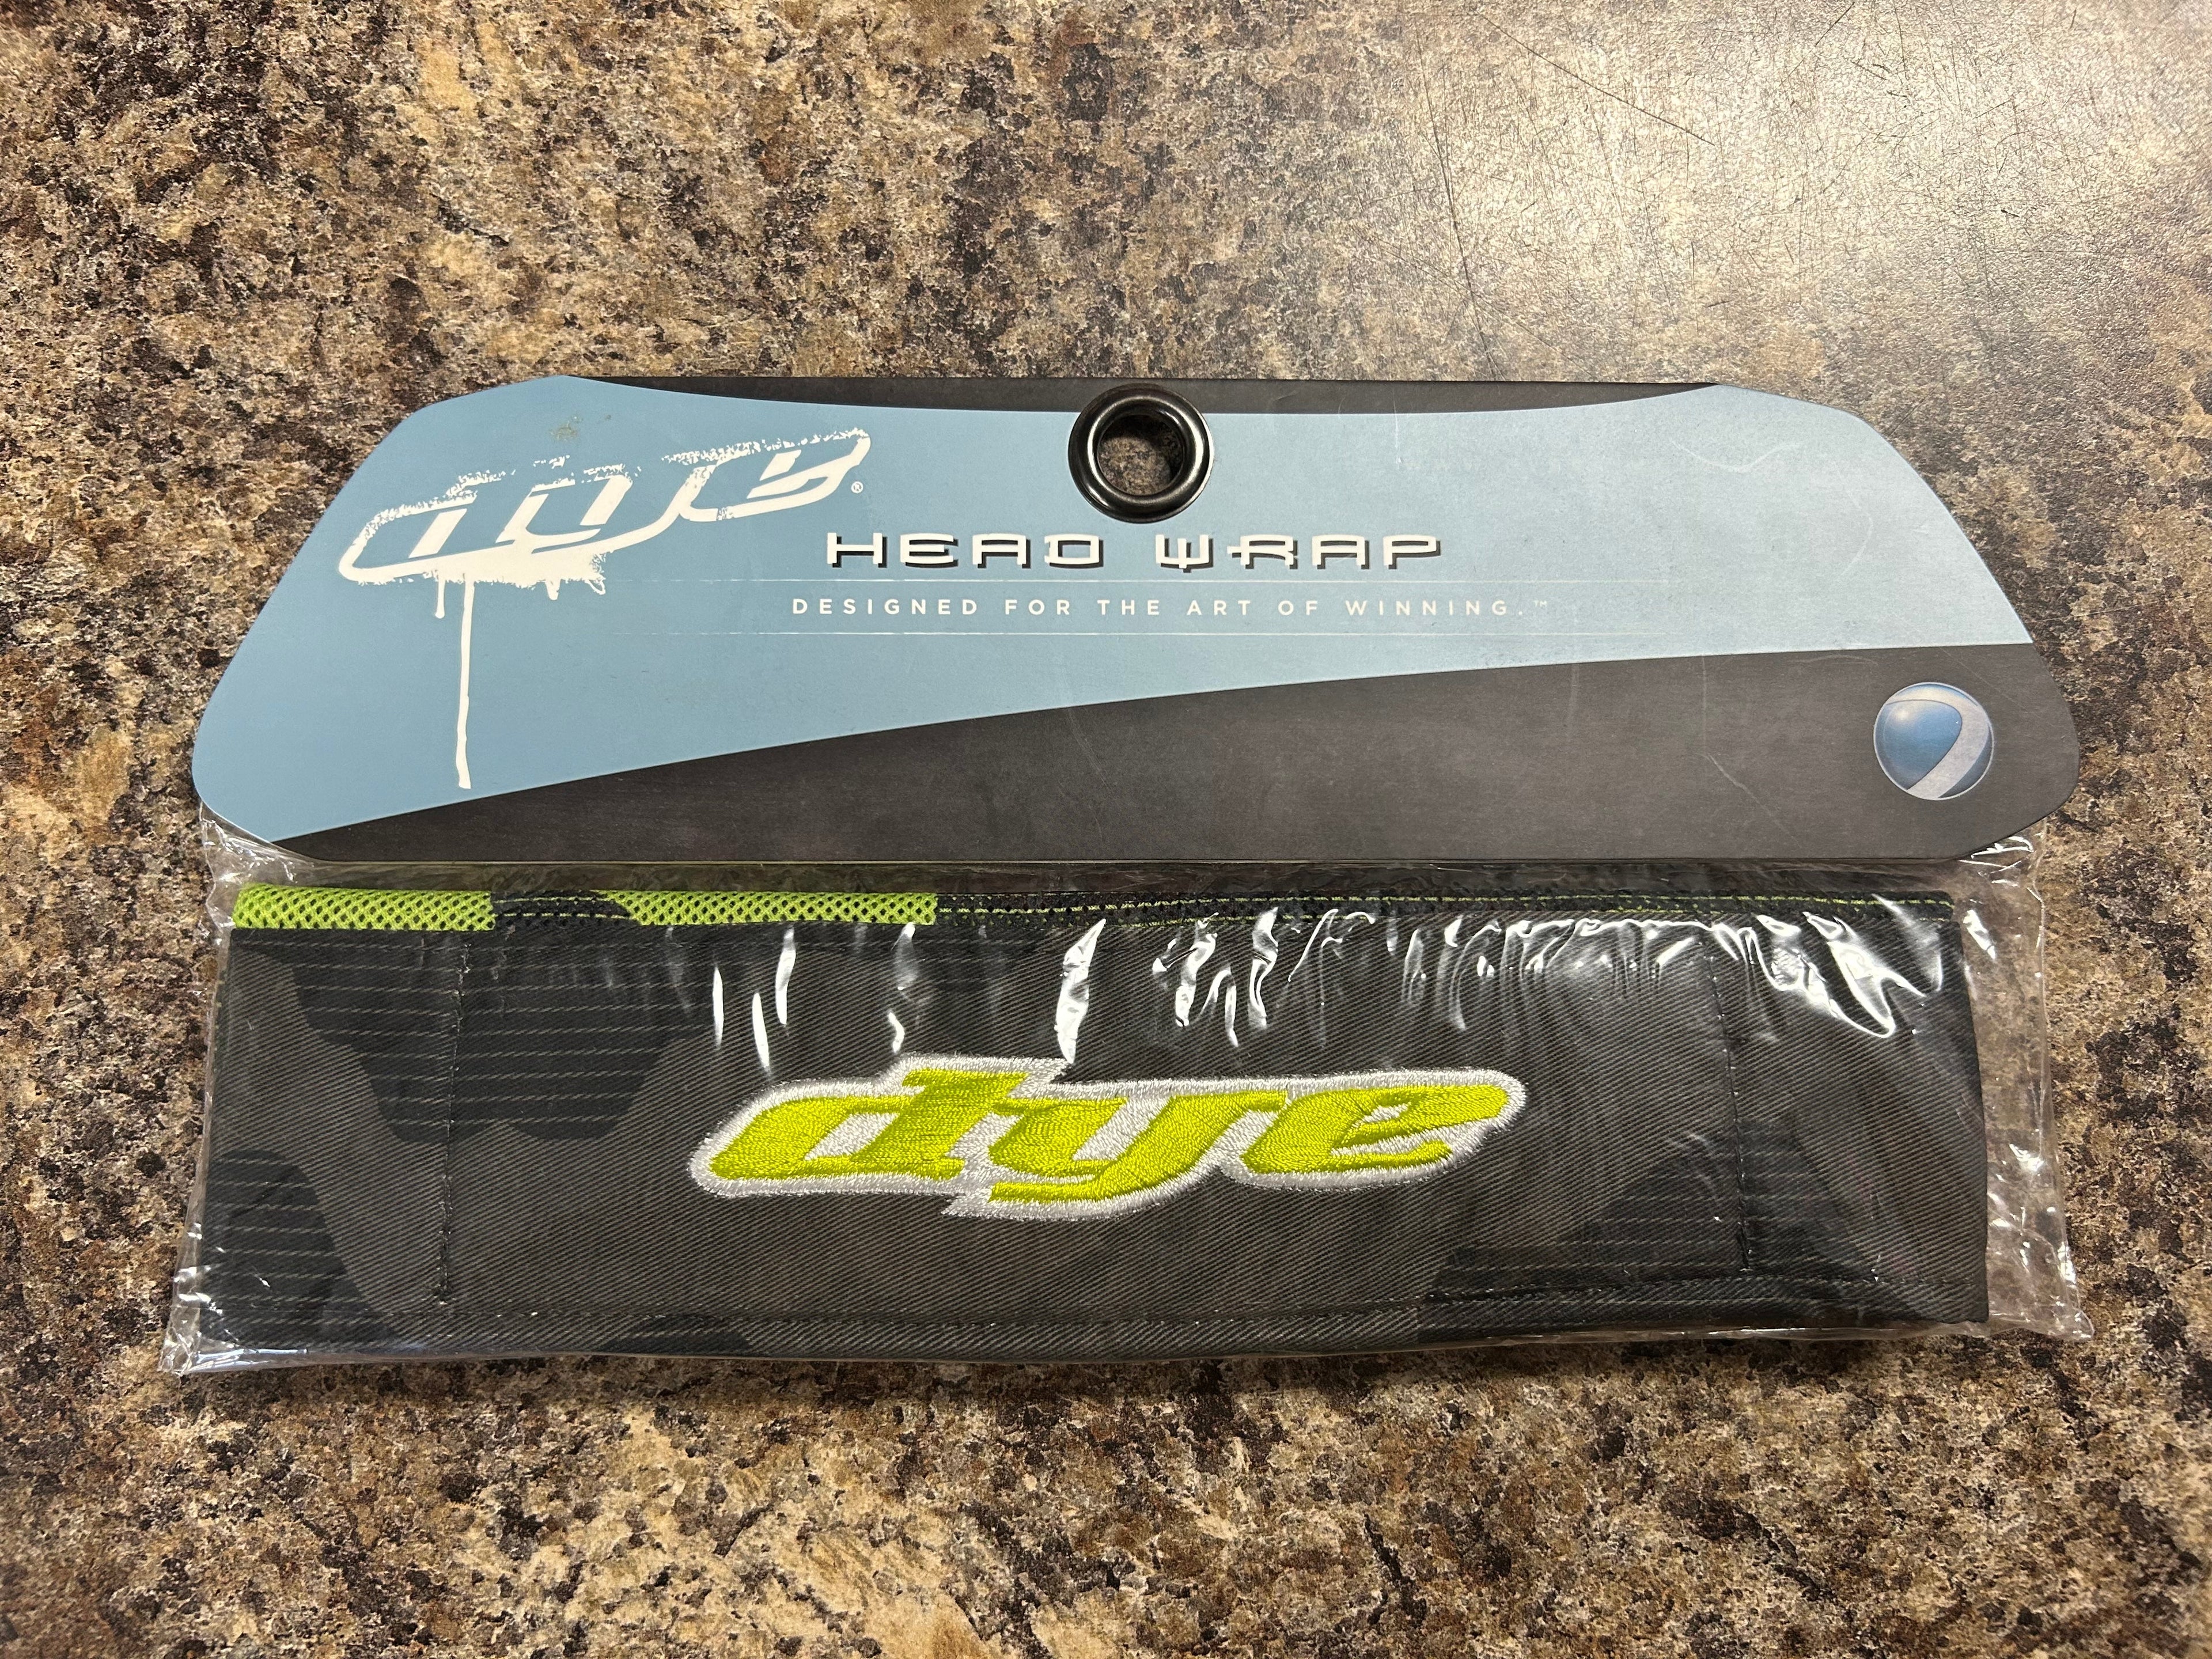 dye®
HEAD WRAP
DESIGNED FOR THE ART OF WINNING.™
dye